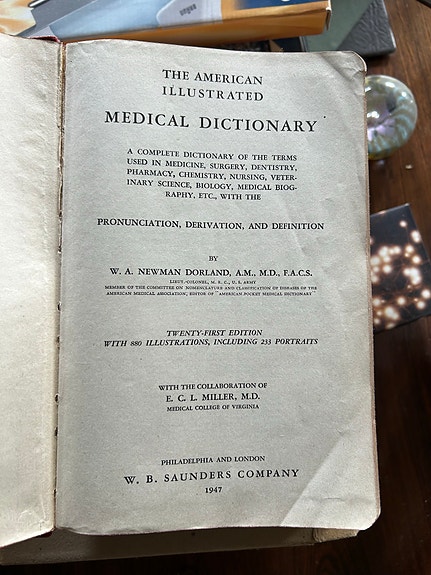 THE AMERICAN
ILLUSTRATED
MEDICAL DICTIONARY
A COMPLETE DICTIONARY OF THE TERMS
USED IN MEDICINE, SURGERY, DENTISTRY,
PHARMACY, CHEMISTRY, NURSING, VETER-
INARY SCIENCE, BIOLOGY, MEDICAL BIOG-
RAPHY, ETC., WITH THE
PRONUNCIATION, DERIVATION, AND DEFINITION
BY
W. A. NEWMAN DORLAND, A.M., M.D., F.A.C.S.
LIEUT.-COLONEL, M. R. C., U. S. ARMY
MEMBER OF THE COMMITTEE ON NOMENCLATURE AND CLASSIFICATION OF DISEASES OF THE
AMERICAN MEDICAL ASSOCIATION; EDITOR OF "AMERICAN POCKET MEDICAL DICTIONARY"
TWENTY-FIRST EDITION
WITH 880 ILLUSTRATIONS, INCLUDING 233 PORTRAITS
WITH THE COLLABORATION OF
E. C. L. MILLER, M.D.
MEDICAL COLLEGE OF VIRGINIA
PHILADELPHIA AND LONDON
W. B. SAUNDERS COMPANY
1947